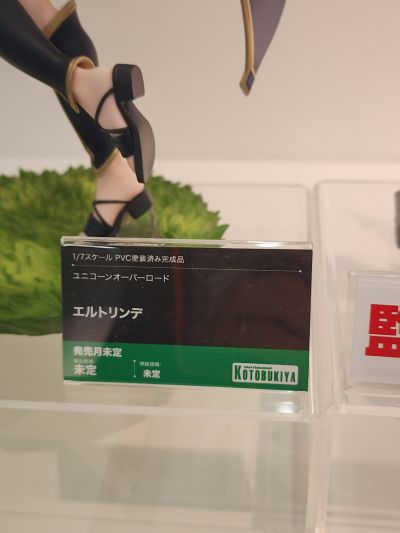 1/7スケール PVC塗装済み完成品
ユニコーンオーバーロード
エルトリンデ
発売月未定
未定
未定
KOTOBUKIYA
監